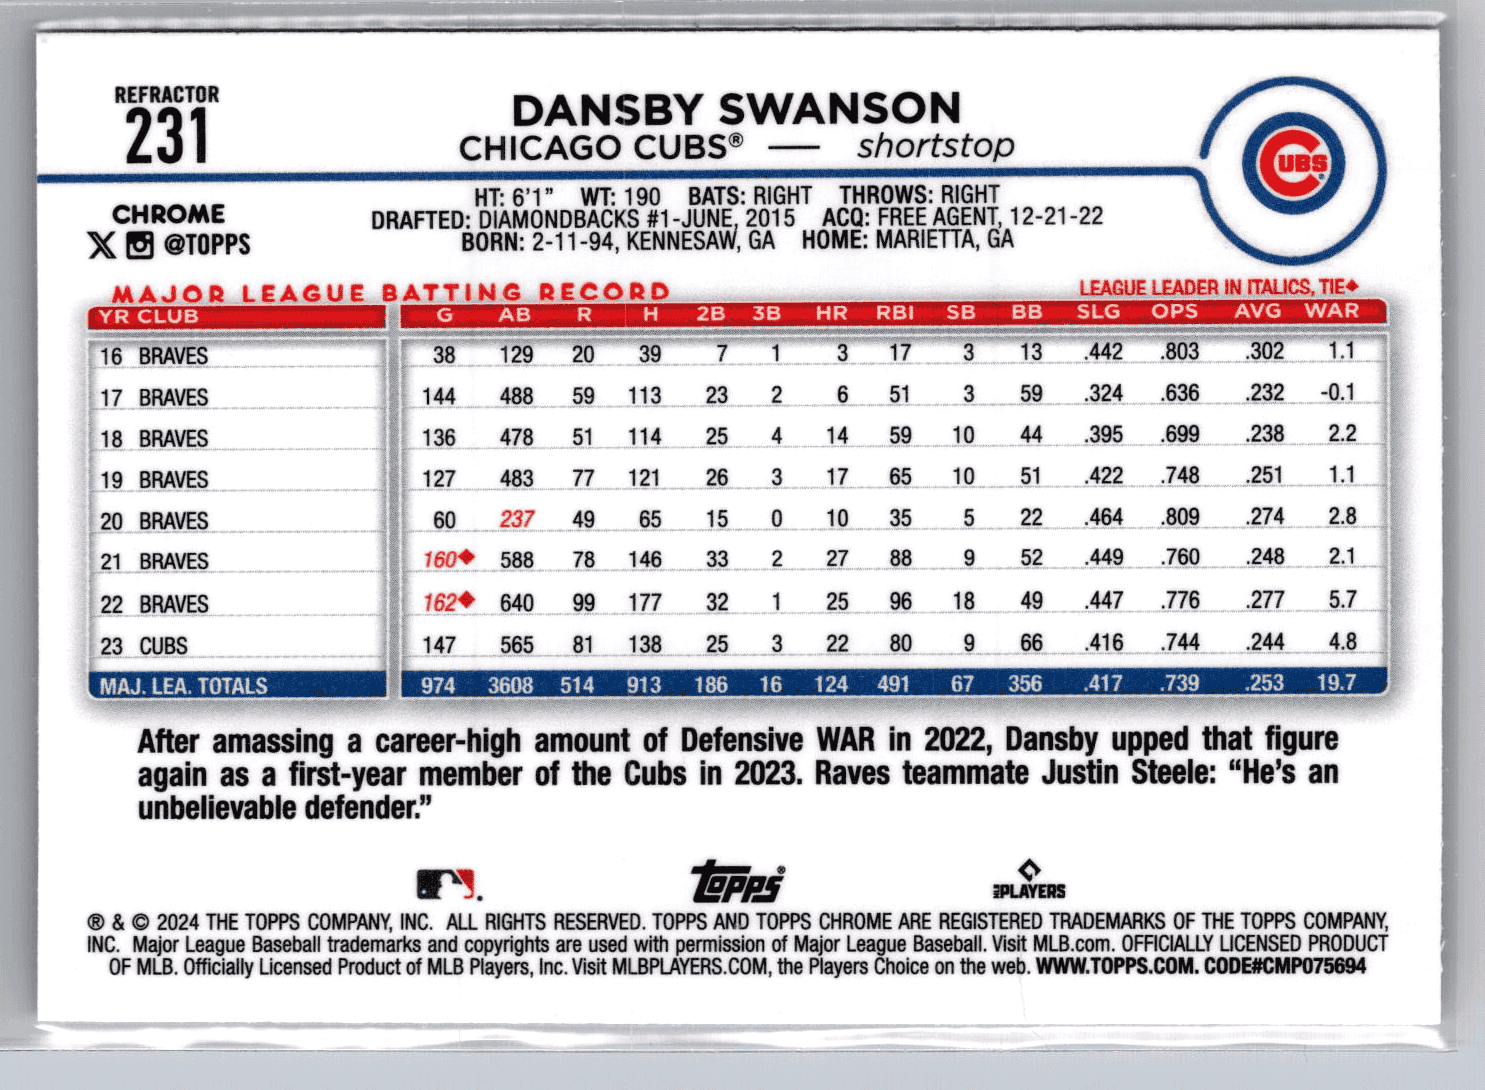 REFRACTOR
231
DANSBY SWANSON
CHICAGO CUBS® — shortstop
CUBS®
HT: 6'1" WT: 190 BATS: RIGHT THROWS: RIGHT
DRAFTED: DIAMONDBACKS #1-JUNE, 2015 ACQ: FREE AGENT, 12-21-22
BORN: 2-11-94, KENNESAW, GA HOME: MARIETTA, GA
CHROME
X @TOPPS
MAJOR LEAGUE BATTING RECORD
LEAGUE LEADER IN ITALICS, TIE♦
YR CLUB G AB R H 2B 3B HR RBI SB BB SLG OPS AVG WAR
16 BRAVES 38 129 20 39 7 1 3 17 3 13 .442 .803 .302 1.1
17 BRAVES 144 488 59 113 23 2 6 51 3 59 .324 .636 .232 -0.1
18 BRAVES 136 478 51 114 25 4 14 59 10 44 .395 .699 .238 2.2
19 BRAVES 127 483 77 121 26 3 17 65 10 51 .422 .748 .251 1.1
20 BRAVES 60 237 49 65 15 0 10 35 5 22 .464 .809 .274 2.8
21 BRAVES 160♦ 588 78 146 33 2 27 88 9 52 .449 .760 .248 2.1
22 BRAVES 162♦ 640 99 177 32 1 25 96 18 49 .447 .776 .277 5.7
23 CUBS 147 565 81 138 25 3 22 80 9 66 .416 .744 .244 4.8
MAJ. LEA. TOTALS 974 3608 514 913 186 16 124 491 67 356 .417 .739 .253 19.7
After amassing a career-high amount of Defensive WAR in 2022, Dansby upped that figure
again as a first-year member of the Cubs in 2023. Raves teammate Justin Steele: “He's an
unbelievable defender.”
Topps®
MLB PLAYERS
® & © 2024 THE TOPPS COMPANY, INC. ALL RIGHTS RESERVED. TOPPS AND TOPPS CHROME ARE REGISTERED TRADEMARKS OF THE TOPPS COMPANY,
INC. Major League Baseball trademarks and copyrights are used with permission of Major League Baseball. Visit MLB.com. OFFICIALLY LICENSED PRODUCT
OF MLB. Officially Licensed Product of MLB Players, Inc. Visit MLBPLAYERS.COM, the Players Choice on the web. WWW.TOPPS.COM. CODE#CMP075694